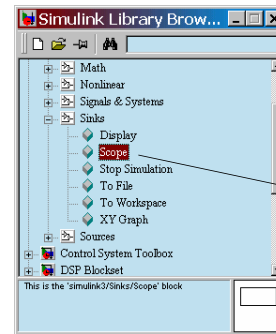 Simulink Library Brow...
Math
Nonlinear
Signals & Systems
Sinks
Display
Scope
Stop Simulation
To File
To Workspace
XY Graph
Sources
Control System Toolbox
DSP Blockset
This is the 'simulink3/Sinks/Scope' block